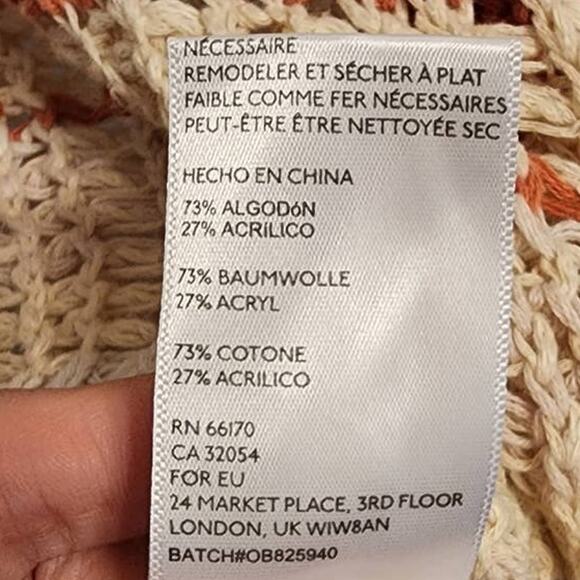 NÉCESSAIRE
REMODELER ET SÉCHER À PLAT
FAIBLE COMME FER NÉCESSAIRES
PEUT-ÊTRE ÊTRE NETTOYÉE SEC
HECHO EN CHINA
73% ALGODóN
27% ACRíLICO
73% BAUMWOLLE
27% ACRYL
73% COTONE
27% ACRILICO
RN 66170
CA 32054
FOR EU
24 MARKET PLACE, 3RD FLOOR
LONDON, UK W1W8AN
BATCH#OB825940